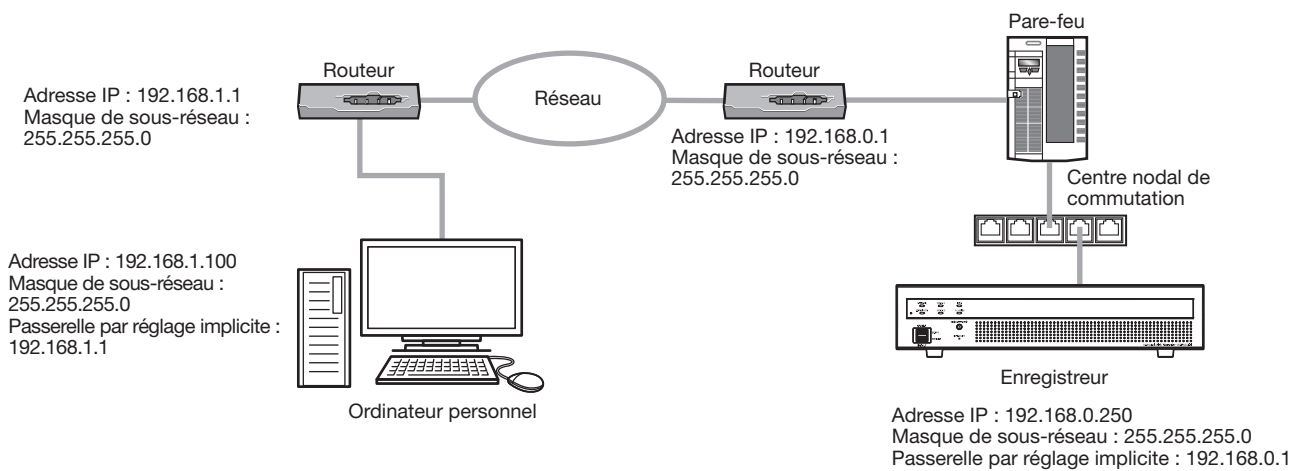 Pare-feu
Routeur
Routeur
Réseau
Adresse IP : 192.168.1.1
Masque de sous-réseau :
255.255.255.0
Adresse IP : 192.168.0.1
Masque de sous-réseau :
255.255.255.0
Centre nodal de
commutation
Adresse IP : 192.168.1.100
Masque de sous-réseau :
255.255.255.0
Passerelle par réglage implicite :
192.168.1.1
Ordinateur personnel
Enregistreur
Adresse IP : 192.168.0.250
Masque de sous-réseau : 255.255.255.0
Passerelle par réglage implicite : 192.168.0.1